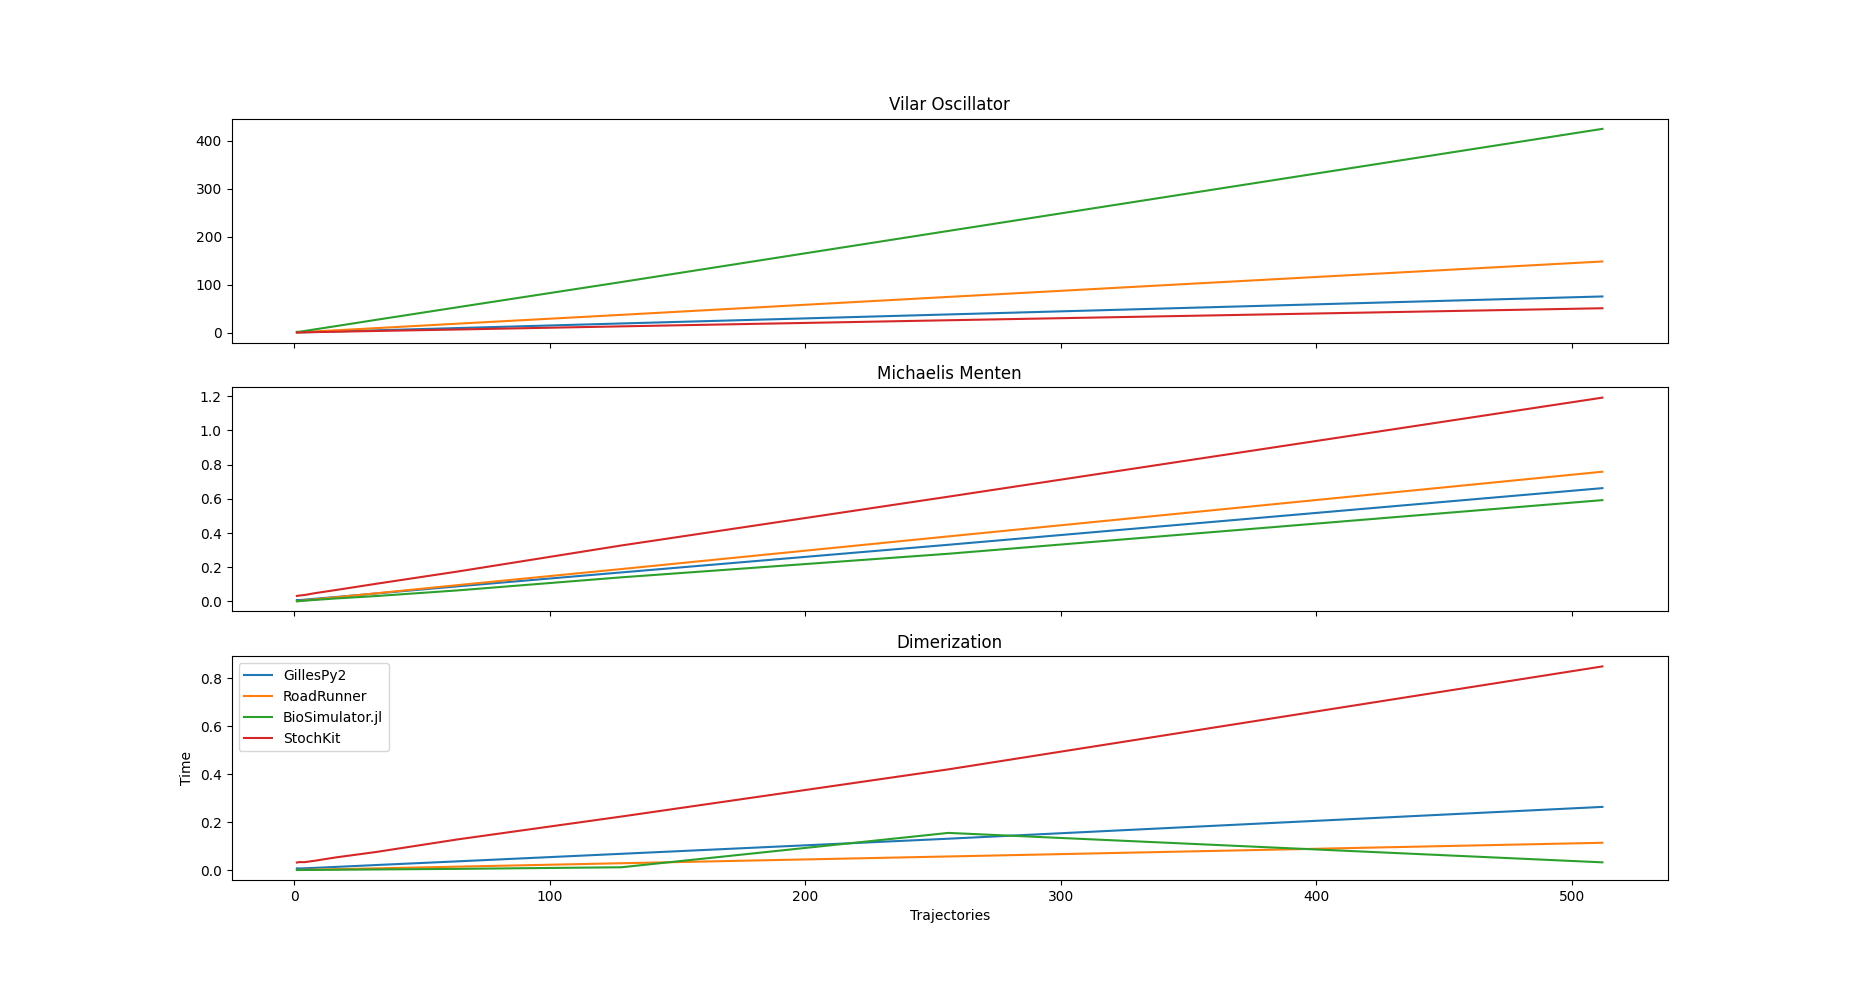 Vilar Oscillator
400
300
200
100
0
Michaelis Menten
1.2
1.0
0.8
0.6
0.4
0.2
0.0
Dimerization
0.8
0.6
0.4
0.2
0.0
Time
GillesPy2
RoadRunner
BioSimulator.jl
StochKit
0 100 200 300 400 500
Trajectories